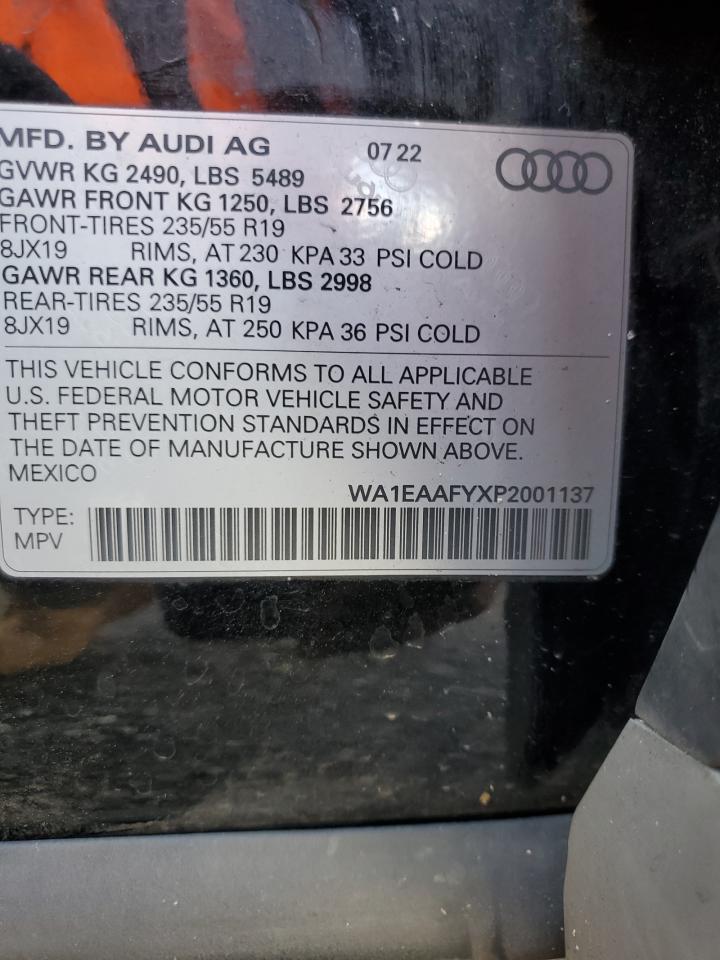 MFD. BY AUDI AG 07 22
GVWR KG 2490, LBS 5489
GAWR FRONT KG 1250, LBS 2756
FRONT-TIRES 235/55 R19
8JX19 RIMS, AT 230 KPA 33 PSI COLD
GAWR REAR KG 1360, LBS 2998
REAR-TIRES 235/55 R19
8JX19 RIMS, AT 250 KPA 36 PSI COLD
THIS VEHICLE CONFORMS TO ALL APPLICABLE
U.S. FEDERAL MOTOR VEHICLE SAFETY AND
THEFT PREVENTION STANDARDS IN EFFECT ON
THE DATE OF MANUFACTURE SHOWN ABOVE.
MEXICO
WA1EAAFYXP2001137
TYPE:
MPV